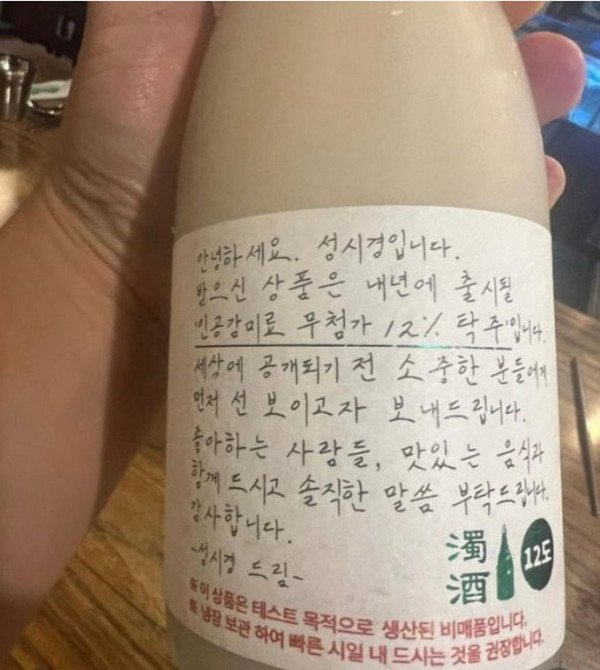 안녕하세요. 성시경입니다.
받으신 상품은 내년에 출시될
'인공감미료 무첨가 12% 탁주'입니다.
세상에 공개되기 전 소중한 분들에게
먼저 선 보이고자 보내드립니다.
좋아하는 사람들, 맛있는 음식과
함께 드시고 솔직한 말씀 부탁드립니다.
감사합니다.
-성시경 드림-
濁酒
12도
※ 이 상품은 테스트 목적으로 생산된 비매품입니다.
※ 냉장 보관 하여 빠른 시일 내 드시는 것을 권장합니다.